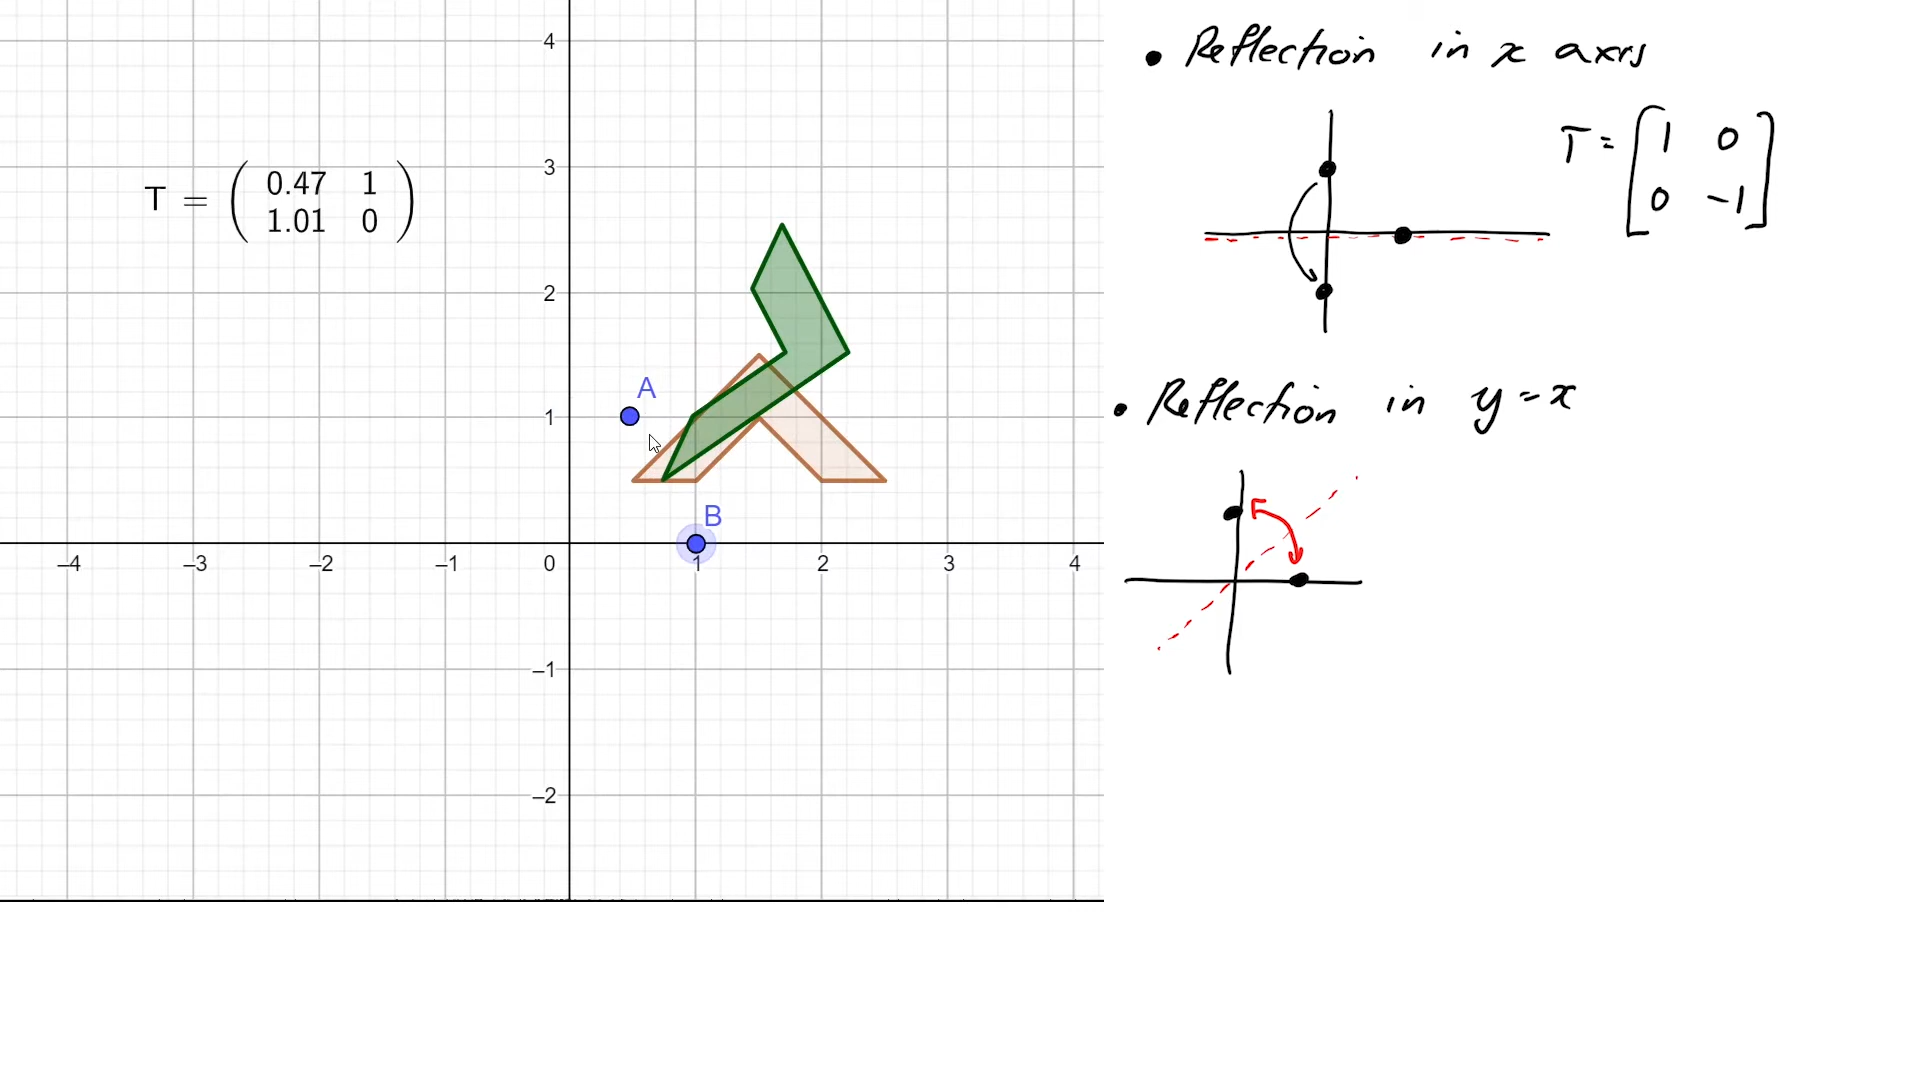 4
3
T = ( 0.47 1
1.01 0 )
2
A
1
B
–4 –3 –2 –1 0 1 2 3 4
–1
–2
• Reflection in x axis
T = [ 1 0
0 -1 ]
• Reflection in y = x